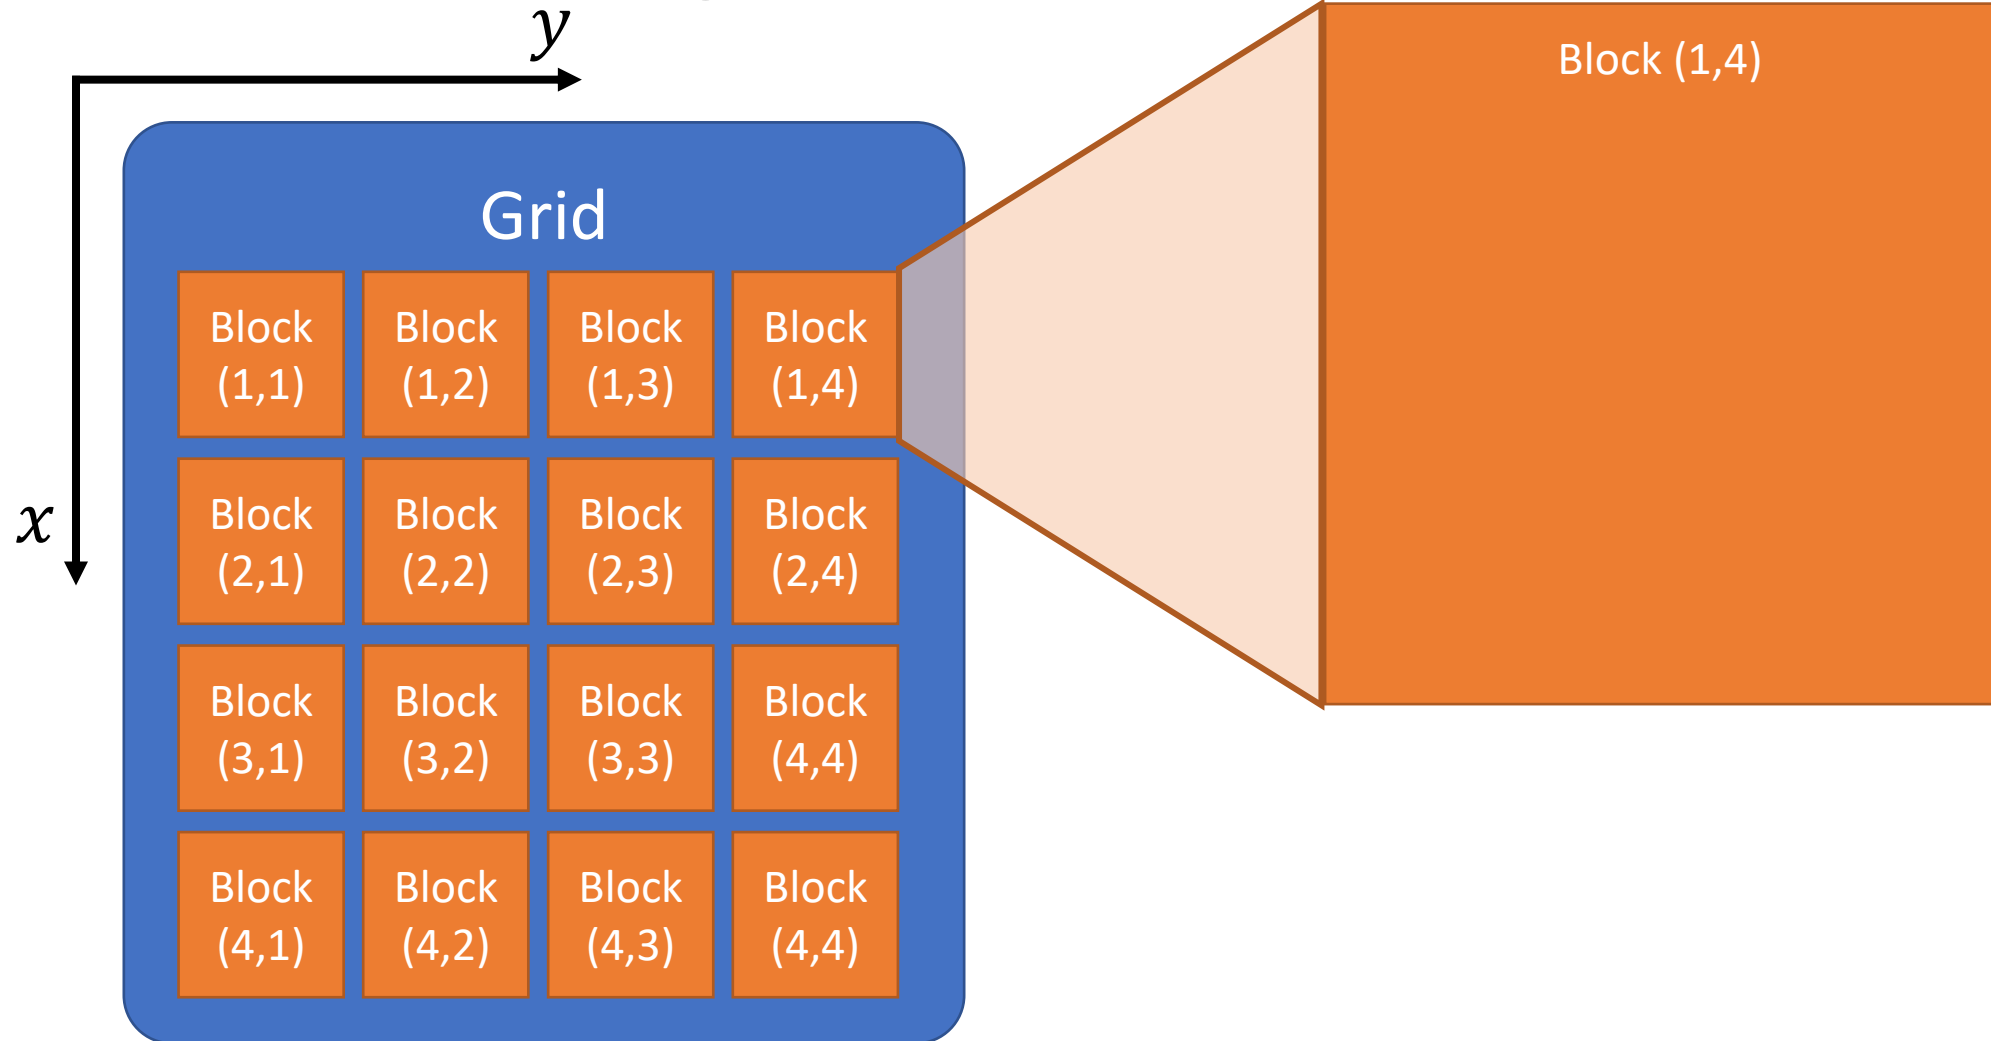 y
Block (1,4)
Grid
Block Block Block Block
(1,1) (1,2) (1,3) (1,4)
x
Block Block Block Block
(2,1) (2,2) (2,3) (2,4)
Block Block Block Block
(3,1) (3,2) (3,3) (4,4)
Block Block Block Block
(4,1) (4,2) (4,3) (4,4)